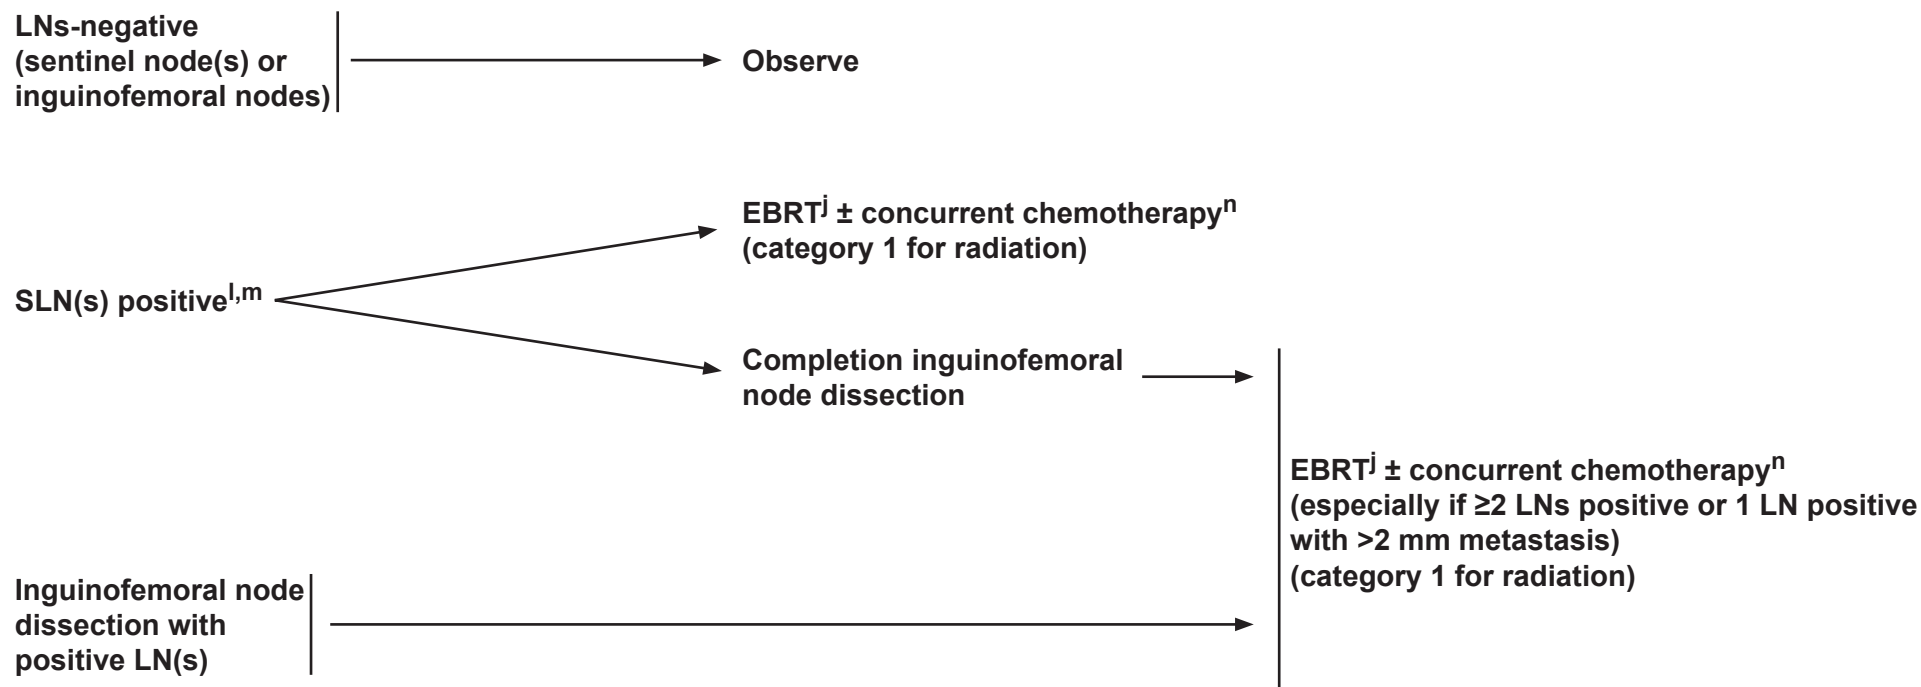 LNs-negative
(sentinel node(s) or
inguinofemoral nodes)
Observe
EBRTj ± concurrent chemotherapyn
(category 1 for radiation)
SLN(s) positivel,m
Completion inguinofemoral
node dissection
EBRTj ± concurrent chemotherapyn
(especially if ≥2 LNs positive or 1 LN positive
with >2 mm metastasis)
(category 1 for radiation)
Inguinofemoral node
dissection with
positive LN(s)